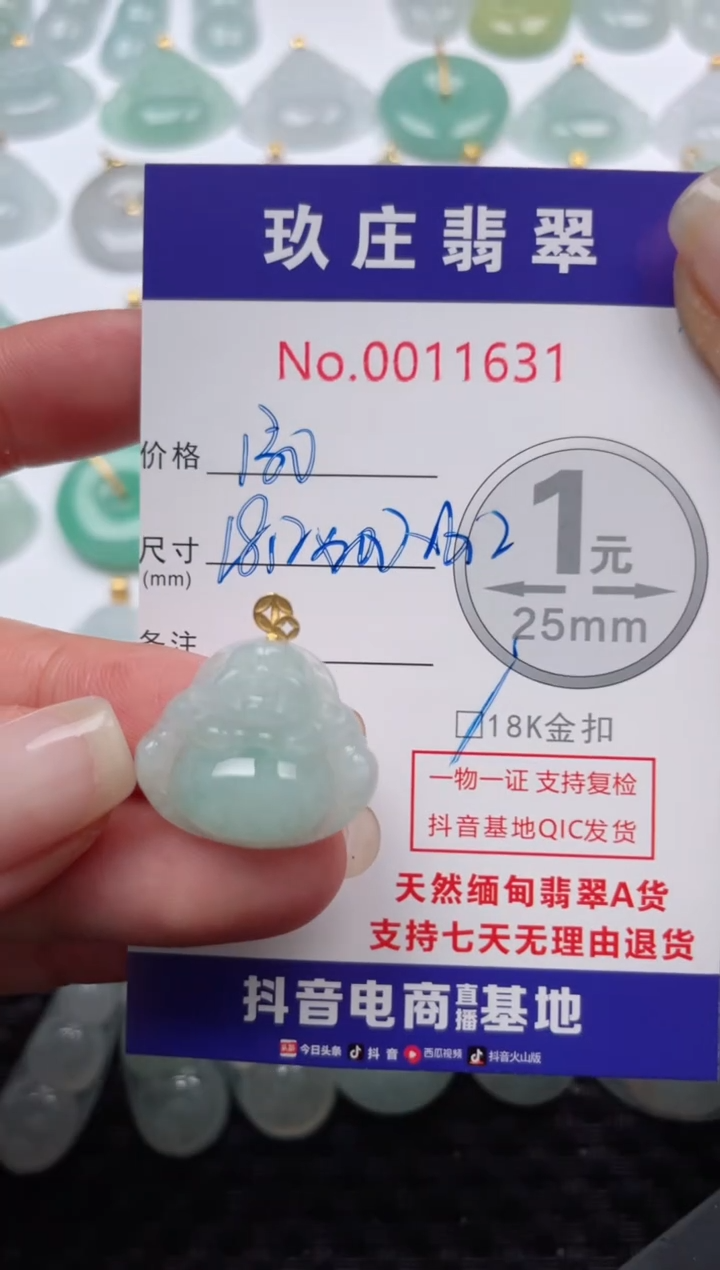 玖庄翡翠
No.0011631
价格
尺寸
(mm)
备注
1元
25mm
□18K金扣
一物一证 支持复检
抖音基地QIC发货
天然缅甸翡翠A货
支持七天无理由退货
抖音电商直播基地
今日头条 抖音 西瓜视频 抖音火山版